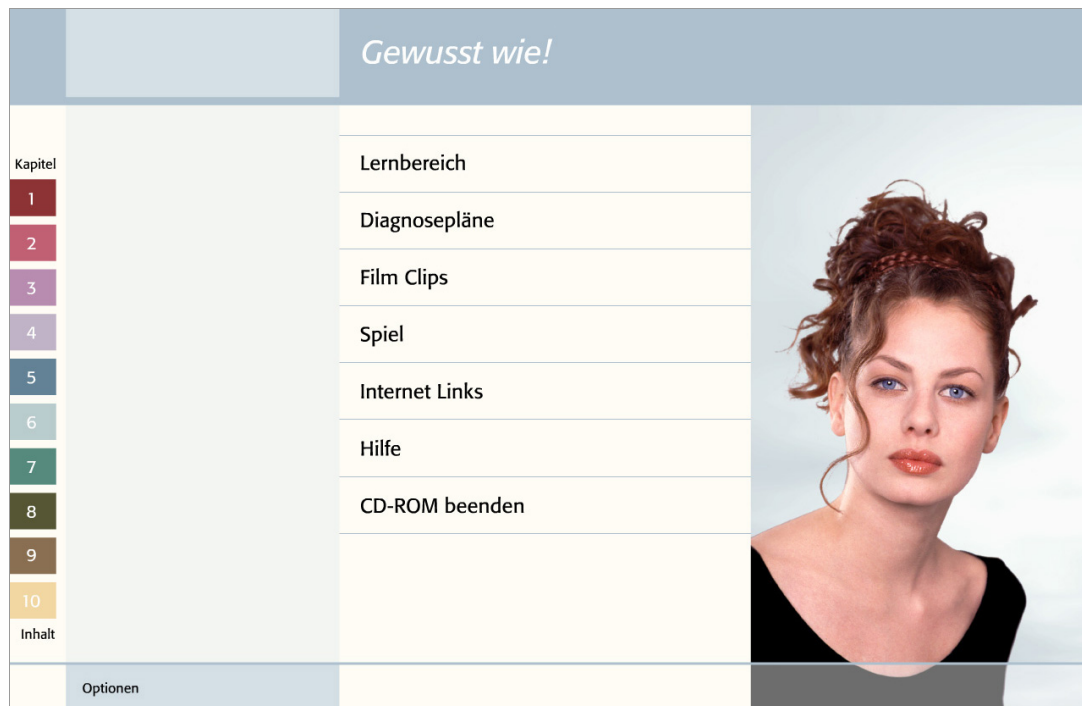 Gewusst wie!
Kapitel
1
2
3
4
5
6
7
8
9
10
Inhalt
Lernbereich
Diagnosepläne
Film Clips
Spiel
Internet Links
Hilfe
CD-ROM beenden
Optionen